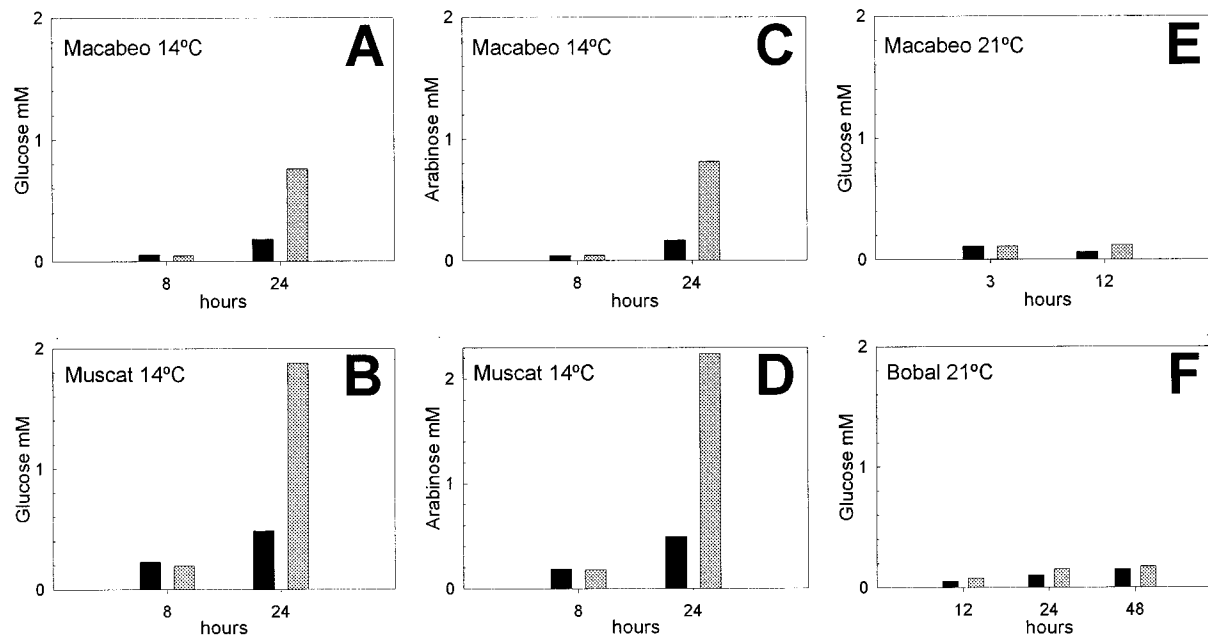 2
Macabeo 14ºC
A
Glucose mM
1
0
8
24
hours
2
Macabeo 14ºC
C
Arabinose mM
1
0
8
24
hours
2
Macabeo 21ºC
E
Glucose mM
1
0
3
12
hours
2
Muscat 14ºC
B
Glucose mM
1
0
8
24
hours
2
Muscat 14ºC
D
Arabinose mM
1
0
8
24
hours
2
Bobal 21ºC
F
Glucose mM
1
0
12
24
48
hours